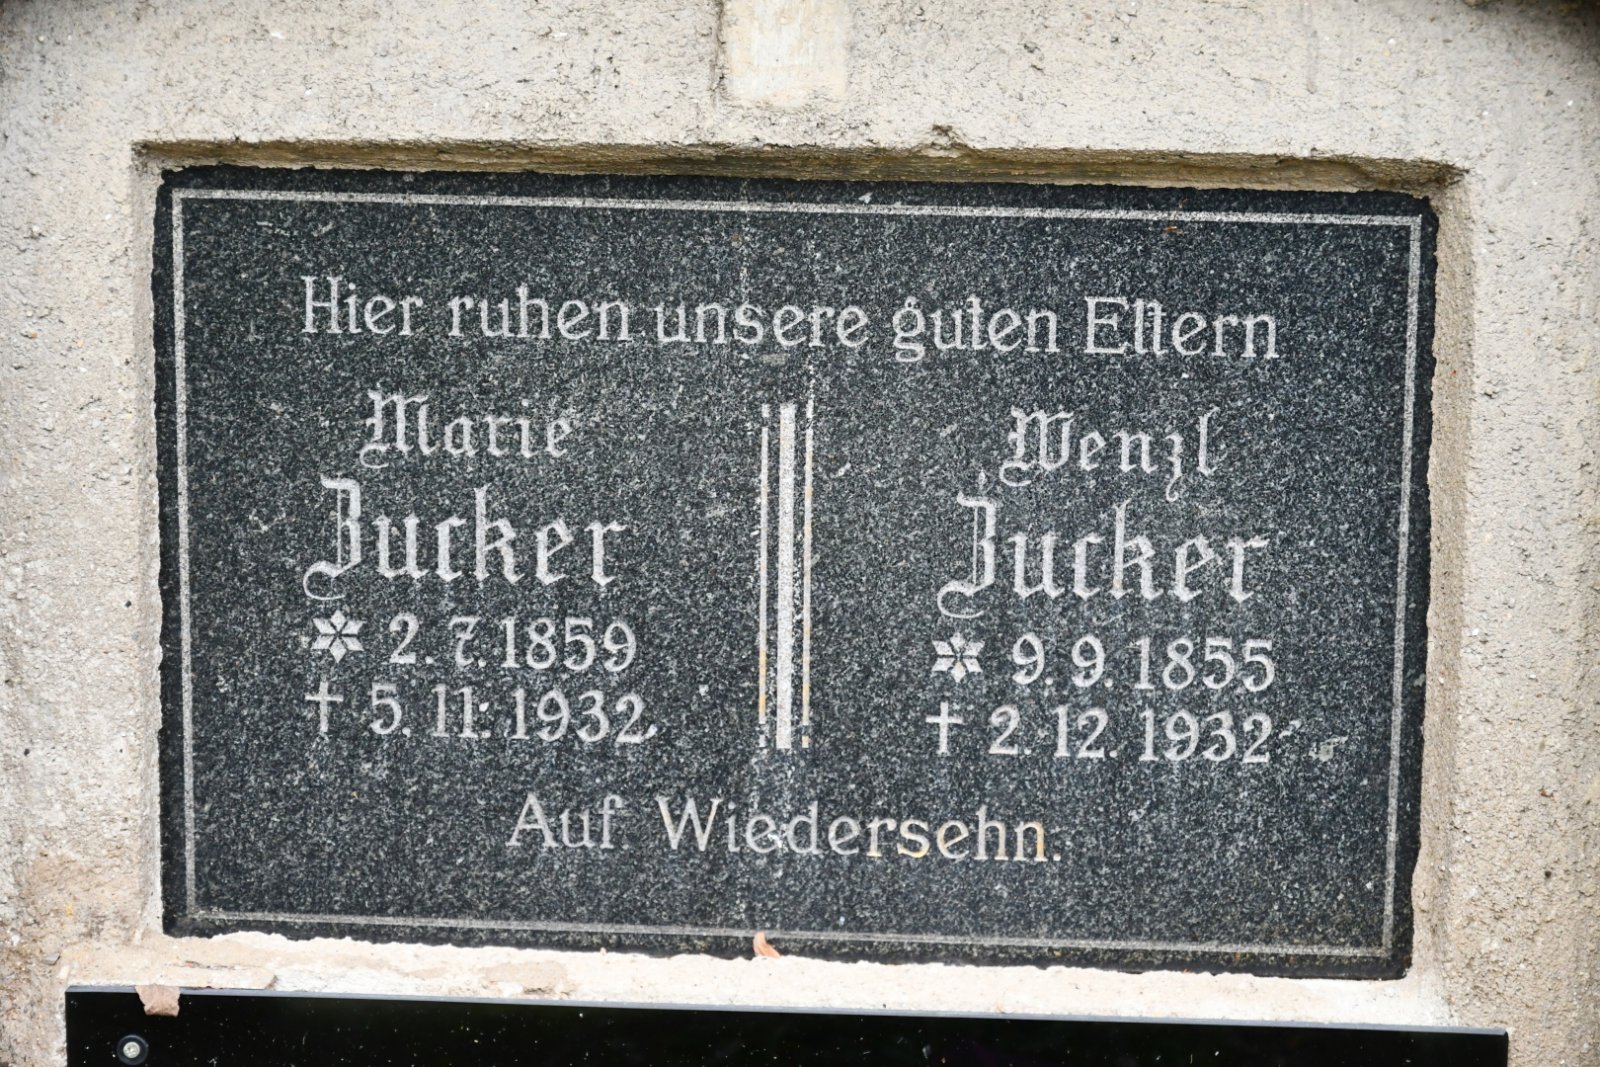 Hier ruhen unsere guten Eltern
Marie
Zucker
* 2. 7. 1859
† 5. 11. 1932
Wenzl
Zucker
* 9. 9. 1855
† 2. 12. 1932
Auf Wiedersehn.